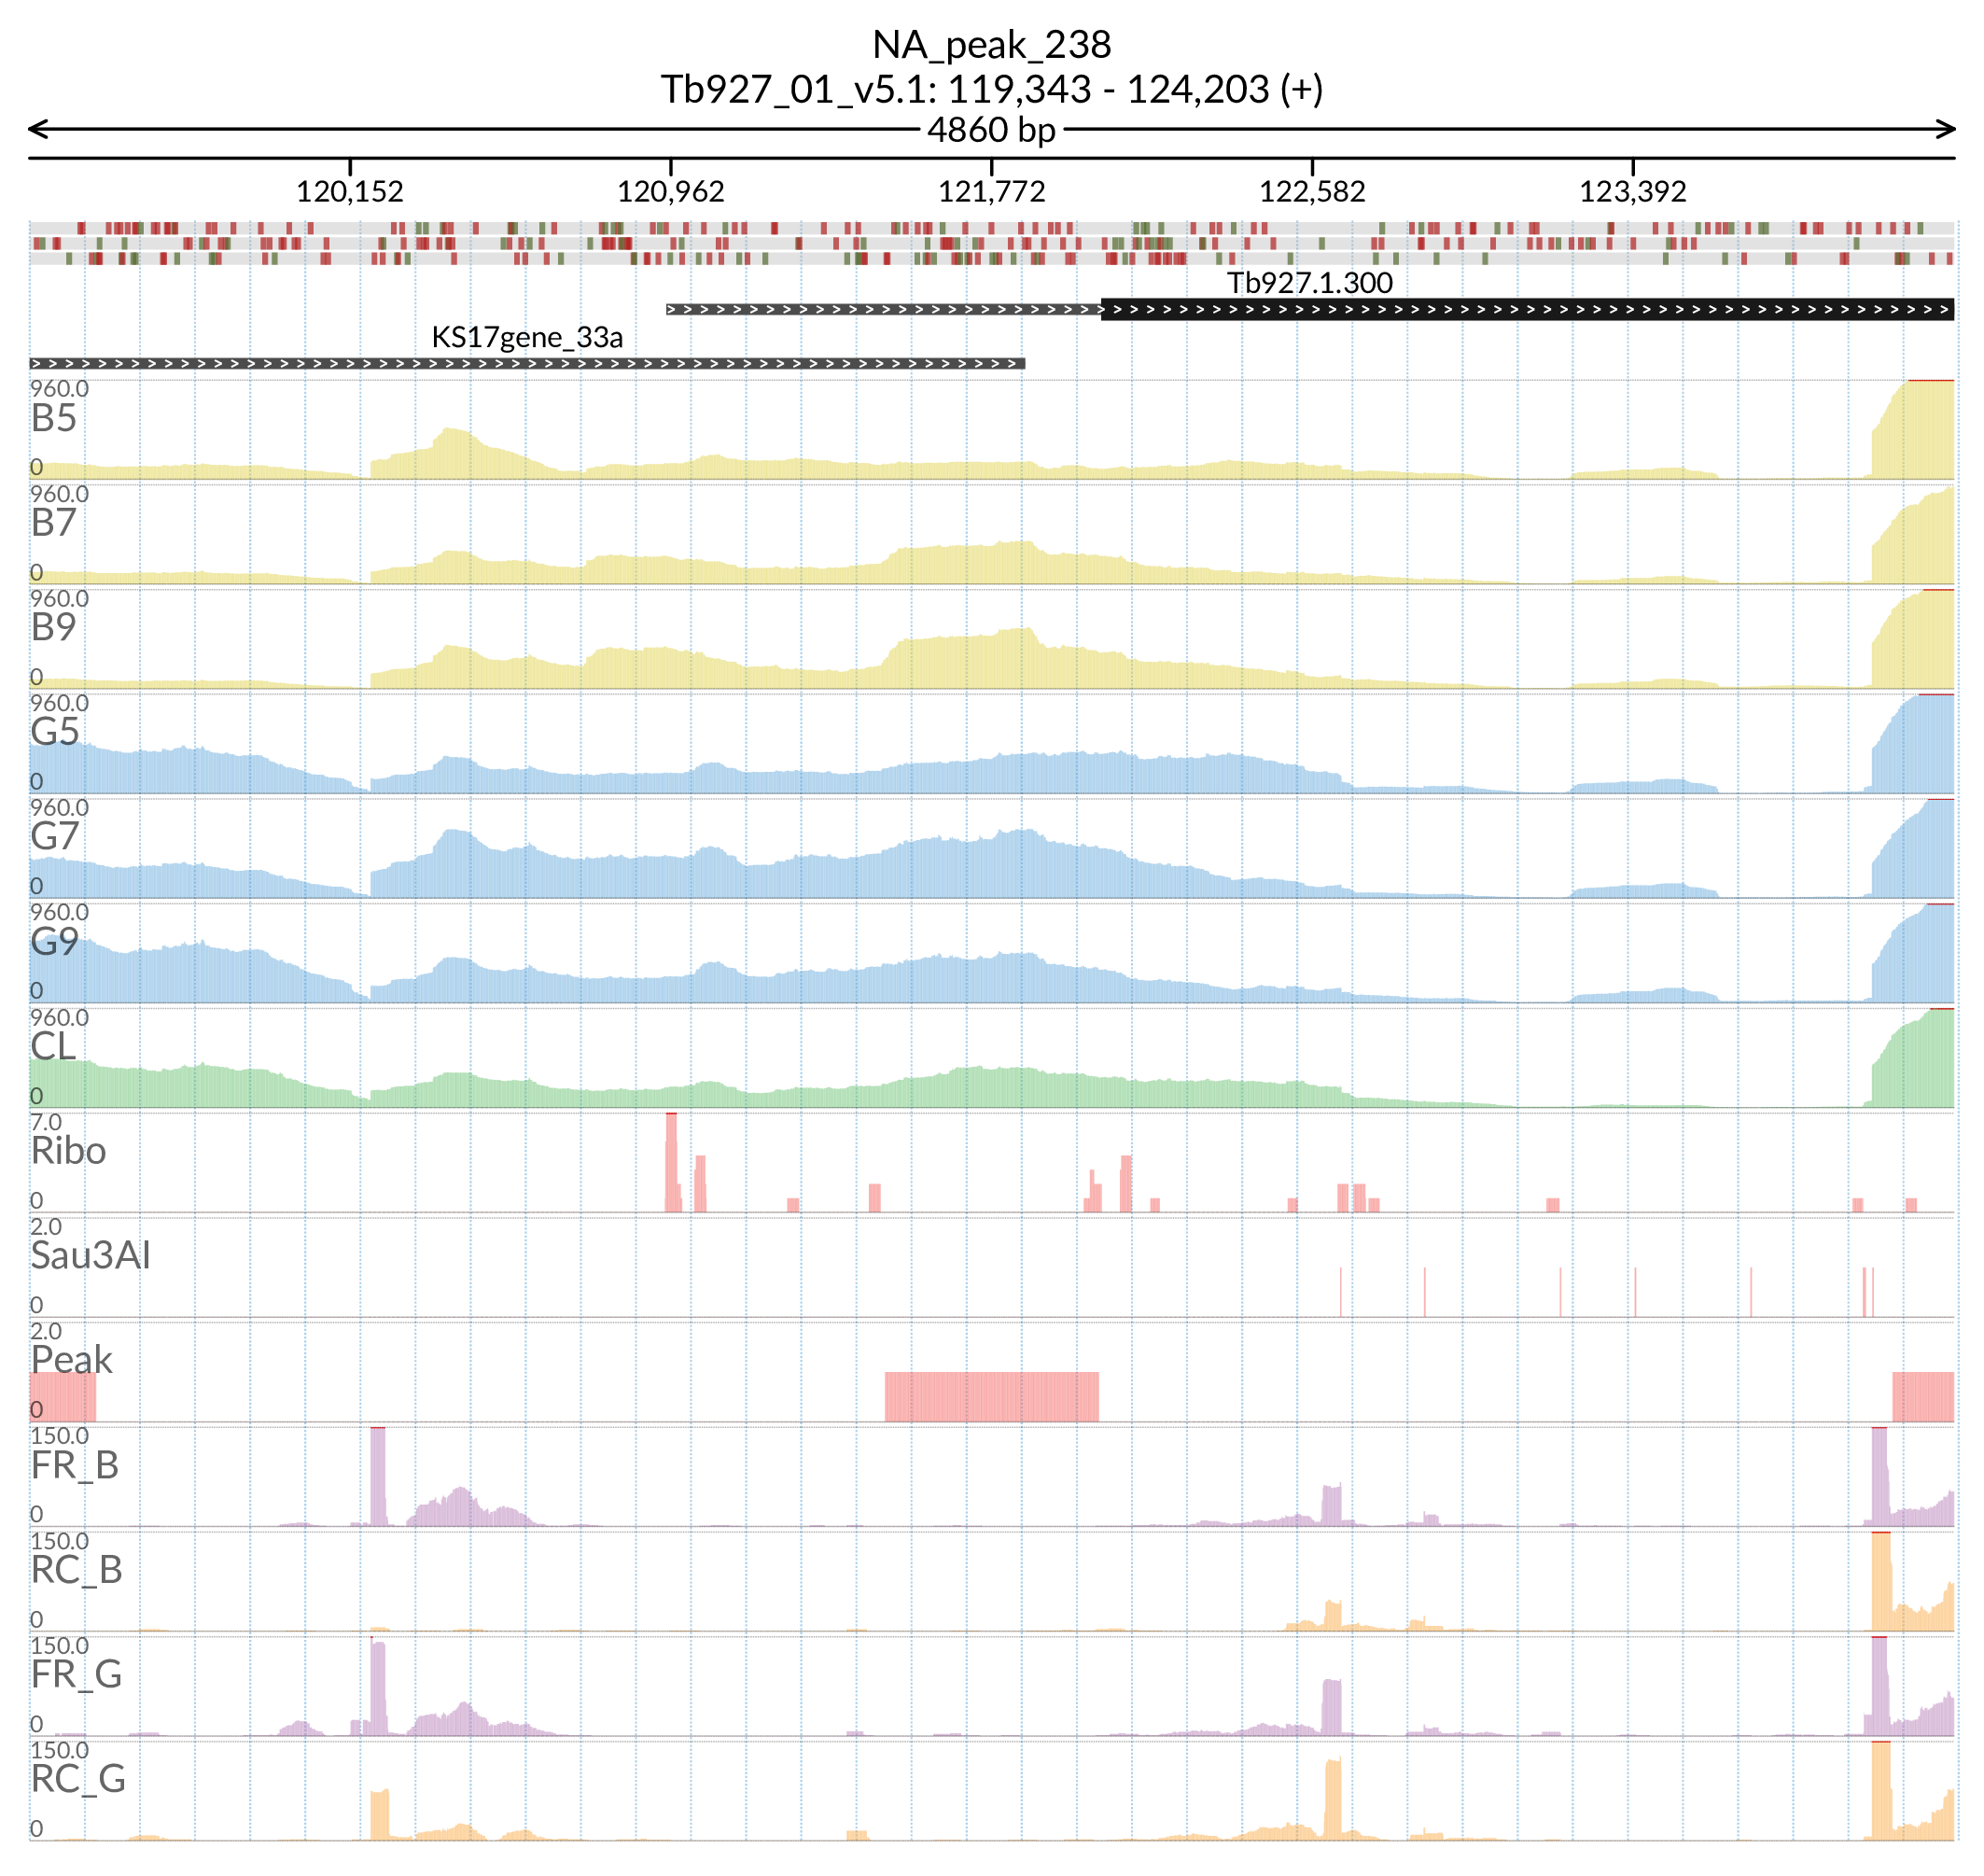 NA_peak_238
Tb927_01_v5.1: 119,343 - 124,203 (+)
4860 bp
120,152 120,962 121,772 122,582 123,392
Tb927.1.300
KS17gene_33a
960.0
B5
0
960.0
B7
0
960.0
B9
0
960.0
G5
0
960.0
G7
0
960.0
G9
0
960.0
CL
0
7.0
Ribo
0
2.0
Sau3AI
0
2.0
Peak
0
150.0
FR_B
0
150.0
RC_B
0
150.0
FR_G
0
150.0
RC_G
0